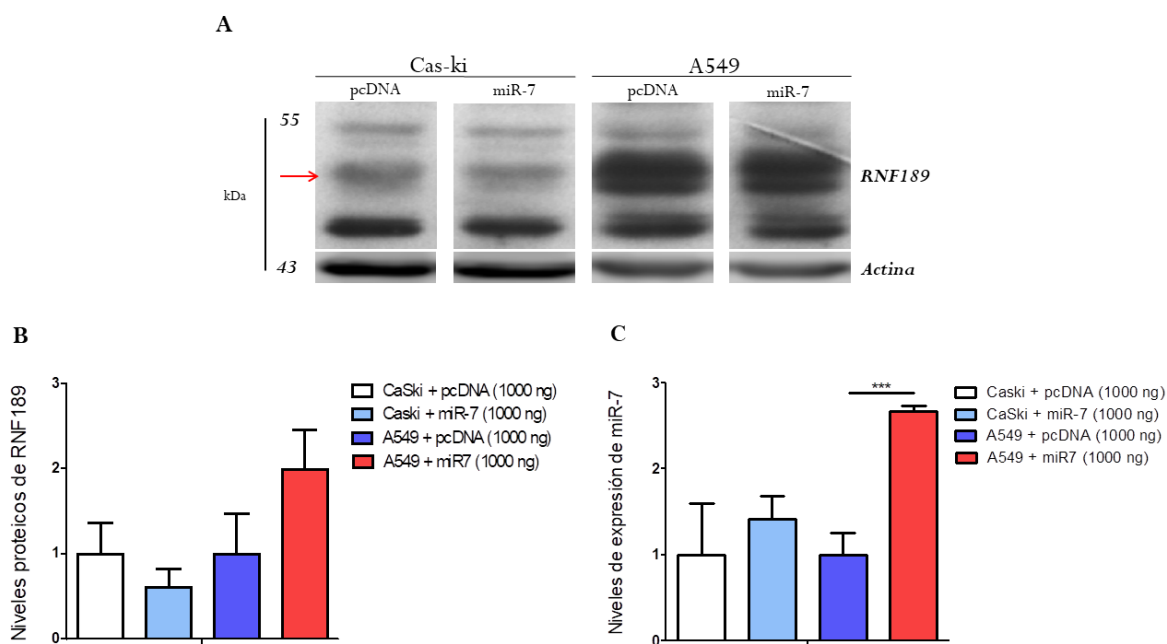 A
Cas-ki
A549
pcDNA
miR-7
pcDNA
miR-7
55
kDa
RNF189
43
Actina
B
Niveles proteicos de RNF189
3
2
1
0
CaSki + pcDNA (1000 ng)
Caski + miR-7 (1000 ng)
A549 + pcDNA (1000 ng)
A549 + miR7 (1000 ng)
C
Niveles de expresión de miR-7
3
2
1
0
***
Caski + pcDNA (1000 ng)
CaSki + miR-7 (1000 ng)
A549 + pcDNA (1000 ng)
A549 + miR7 (1000 ng)